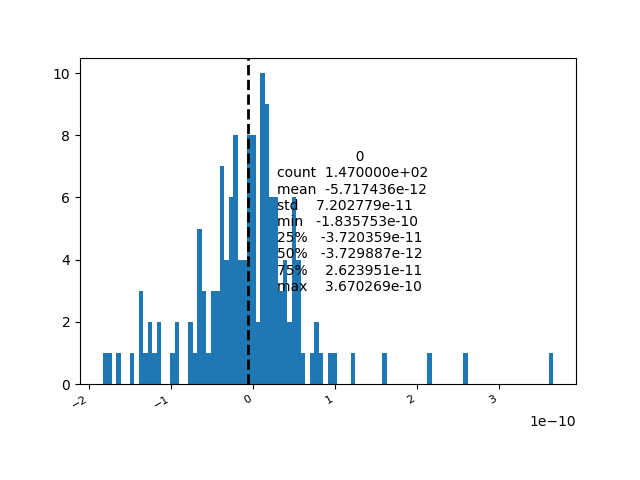 10
8
6
4
2
0
0
count 1.470000e+02
mean -5.717436e-12
std 7.202779e-11
min -1.835753e-10
25% -3.720359e-11
50% -3.729887e-12
75% 2.623951e-11
max 3.670269e-10
−2 −1 0 1 2 3
1e−10